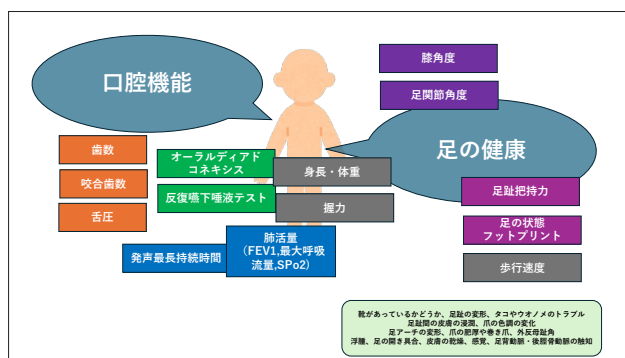 口腔機能
膝角度
足関節角度
足の健康
歯数
咬合歯数
舌圧
オーラルディアド
コネキシス
反復嚥下唾液テスト
身長・体重
握力
肺活量
（FEV1,最大呼吸
流量,SPo2）
発声最長持続時間
足趾把持力
足の状態
フットプリント
歩行速度
靴があっているかどうか、足趾の変形、タコやウオノメのトラブル
足趾間の皮膚の浸潤、爪の色調の変化
足アーチの変形、爪の肥厚や巻き爪、外反母趾角
浮腫、足の開き具合、皮膚の乾燥、感覚、足背動脈・後脛骨動脈の触知